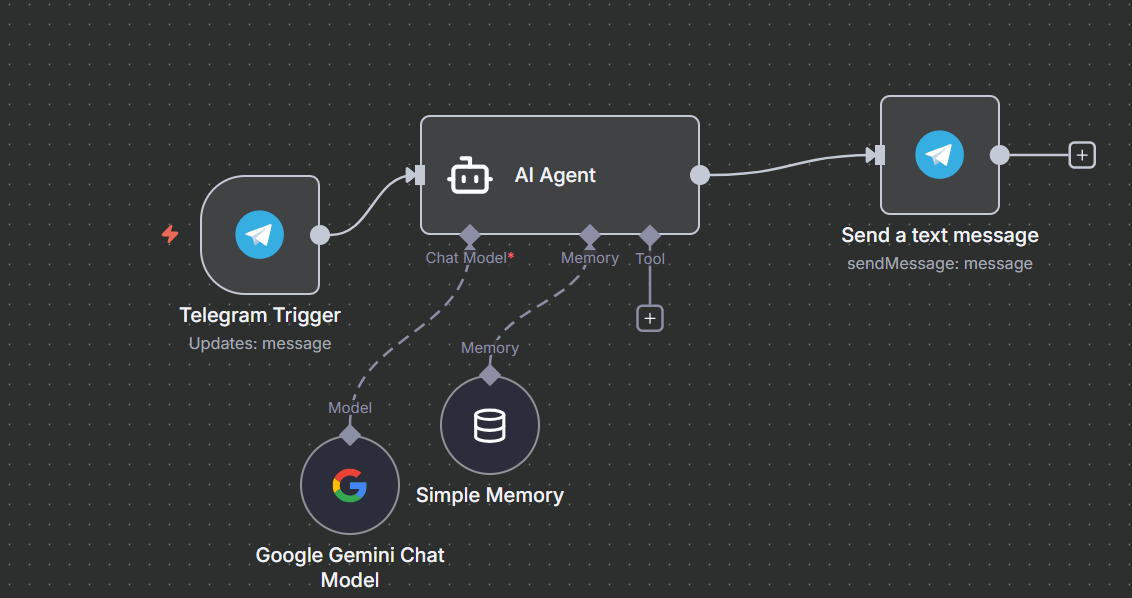 AI Agent
Chat Model*
Memory
Tool
Telegram Trigger
Updates: message
Send a text message
sendMessage: message
Memory
Model
Simple Memory
Google Gemini Chat
Model